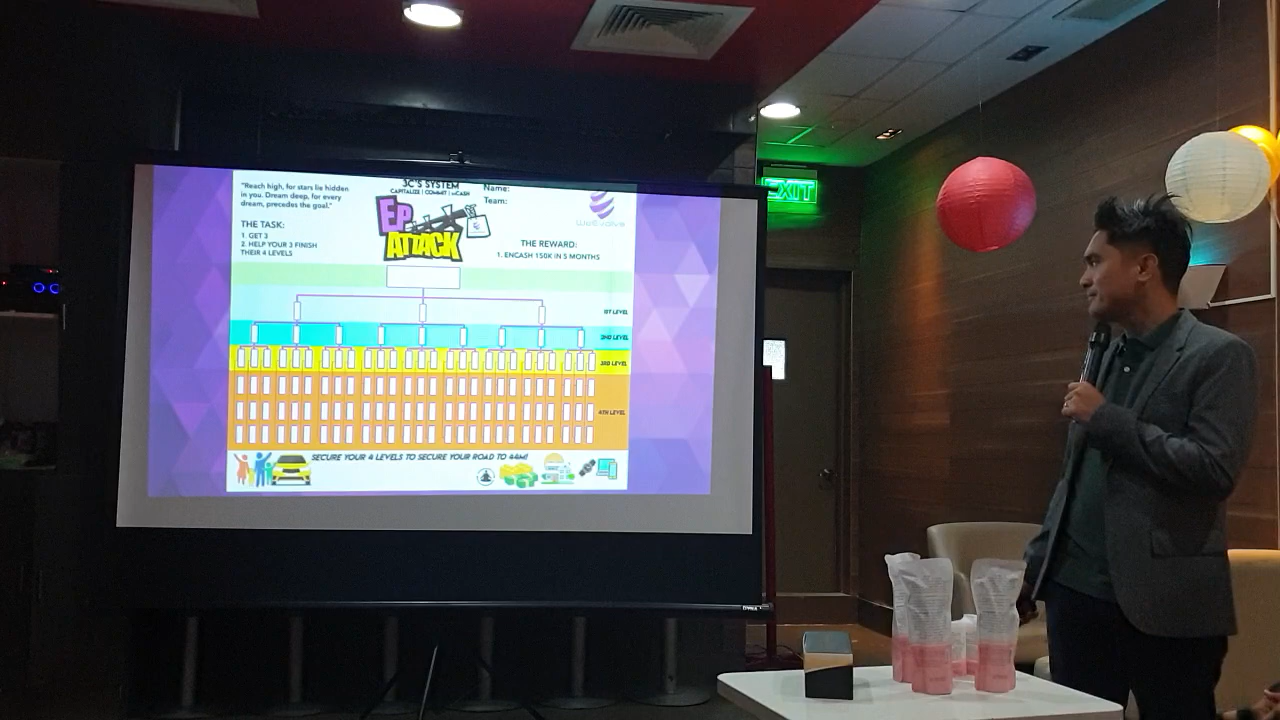 "Reach high, for stars lie hidden
in you. Dream deep, for every
dream, precedes the goal."
THE TASK:
1. GET 3
2. HELP YOUR 3 FINISH
THEIR 4 LEVELS
3C'S SYSTEM
CAPITALIZE | COMMIT | nCASH
EP
ATTACK
Name:
Team:
THE REWARD:
1. ENCASH 150K IN 5 MONTHS
1ST LEVEL
2ND LEVEL
3RD LEVEL
4TH LEVEL
SECURE YOUR 4 LEVELS TO SECURE YOUR ROAD TO 44M!
EXIT